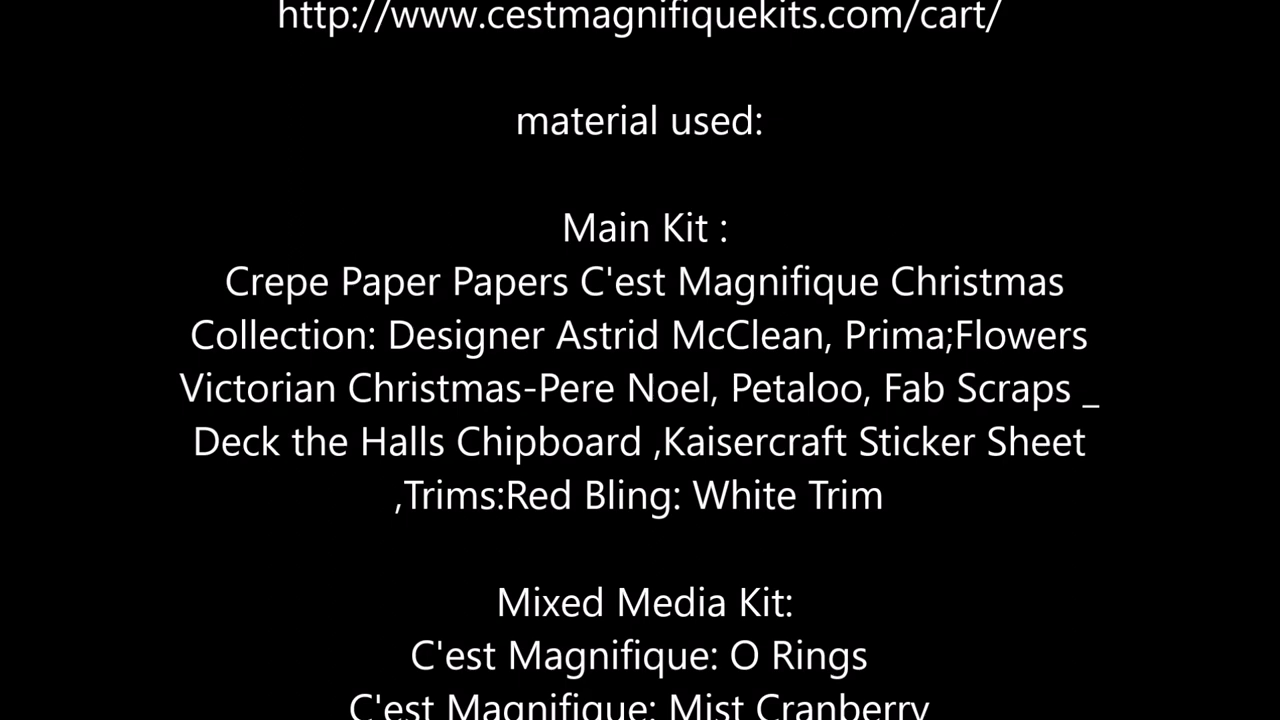 http://www.cestmagnifiquekits.com/cart/
material used:
Main Kit :
Crepe Paper Papers C'est Magnifique Christmas
Collection: Designer Astrid McClean, Prima;Flowers
Victorian Christmas-Pere Noel, Petaloo, Fab Scraps _
Deck the Halls Chipboard ,Kaisercraft Sticker Sheet
,Trims:Red Bling: White Trim
Mixed Media Kit:
C'est Magnifique: O Rings
C'est Magnifique: Mist Cranberry